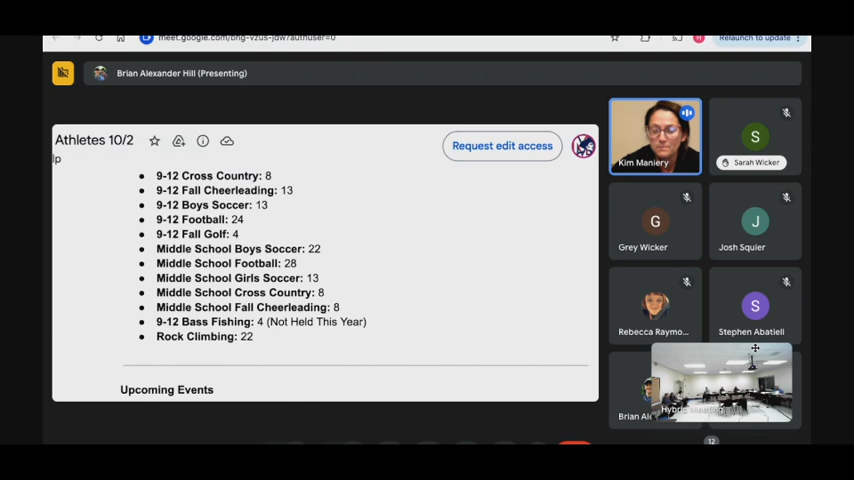 meet.google.com/bhg-vzus-jdw?authuser=0
Relaunch to update
Brian Alexander Hill (Presenting)
Athletes 10/2
lp
Request edit access
9-12 Cross Country: 8
9-12 Fall Cheerleading: 13
9-12 Boys Soccer: 13
9-12 Football: 24
9-12 Fall Golf: 4
Middle School Boys Soccer: 22
Middle School Football: 28
Middle School Girls Soccer: 13
Middle School Cross Country: 8
Middle School Fall Cheerleading: 8
9-12 Bass Fishing: 4 (Not Held This Year)
Rock Climbing: 22
Upcoming Events
Kim Maniery
S
Sarah Wicker
G
Grey Wicker
J
Josh Squier
Rebecca Raymo...
S
Stephen Abatiell
Brian Ale
Hybrid Meeting
12